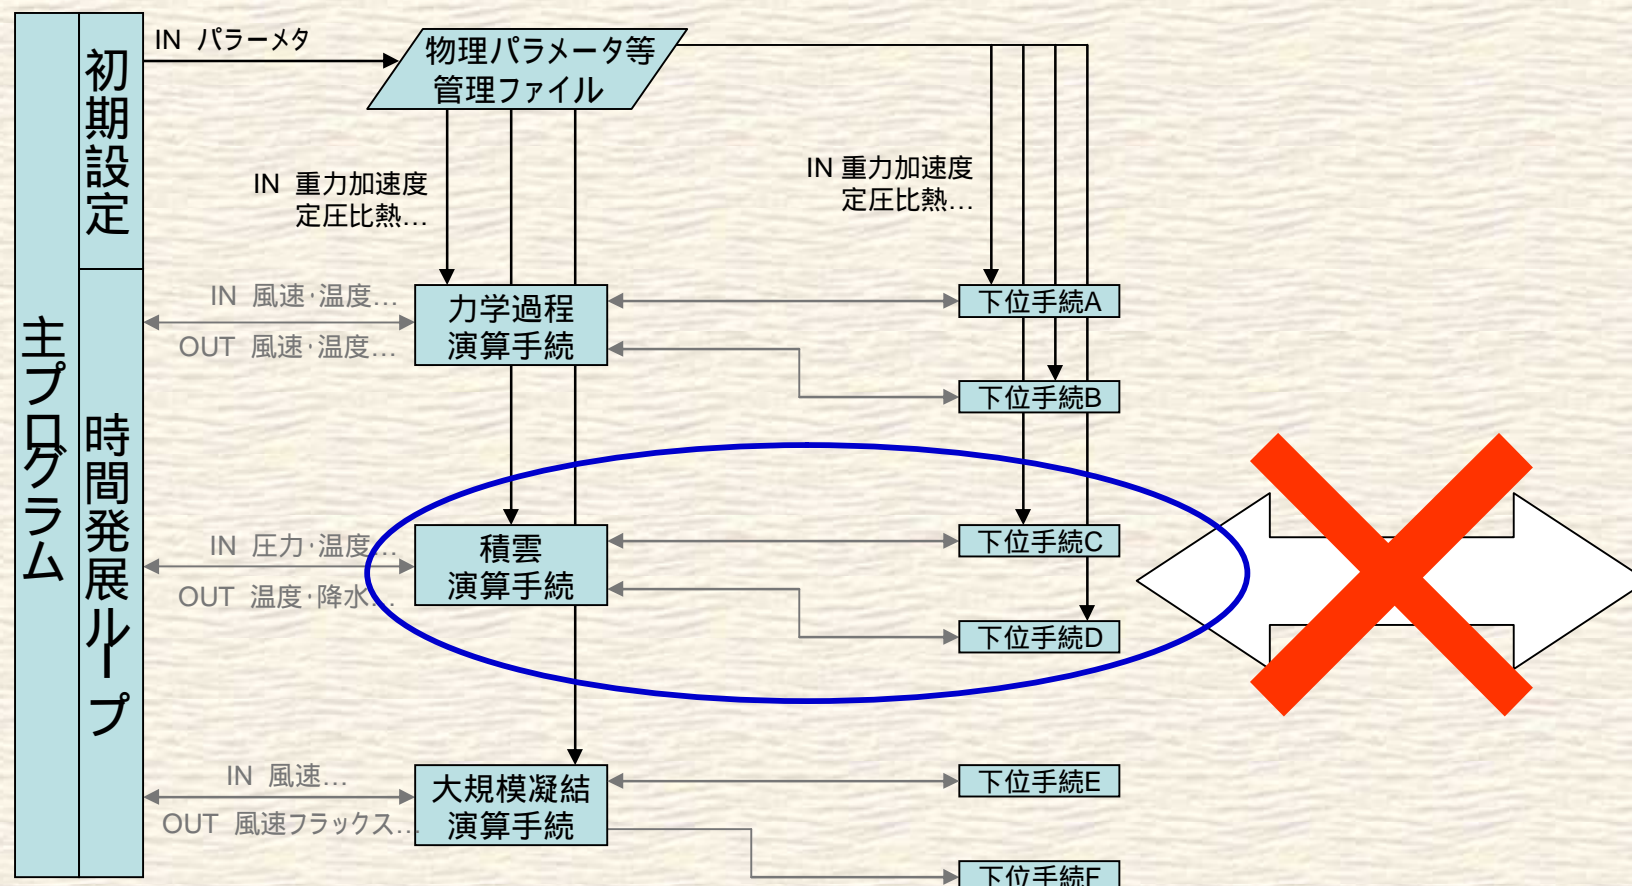 主プログラム
初期設定
時間発展ループ
IN パラーメタ
物理パラメータ等
管理ファイル
IN 重力加速度
定圧比熱…
IN 重力加速度
定圧比熱…
IN 風速・温度…
OUT 風速・温度…
力学過程
演算手続
下位手続A
下位手続B
IN 圧力・温度…
OUT 温度・降水…
積雲
演算手続
下位手続C
下位手続D
IN 風速…
OUT 風速フラックス…
大規模凝結
演算手続
下位手続E
下位手続F